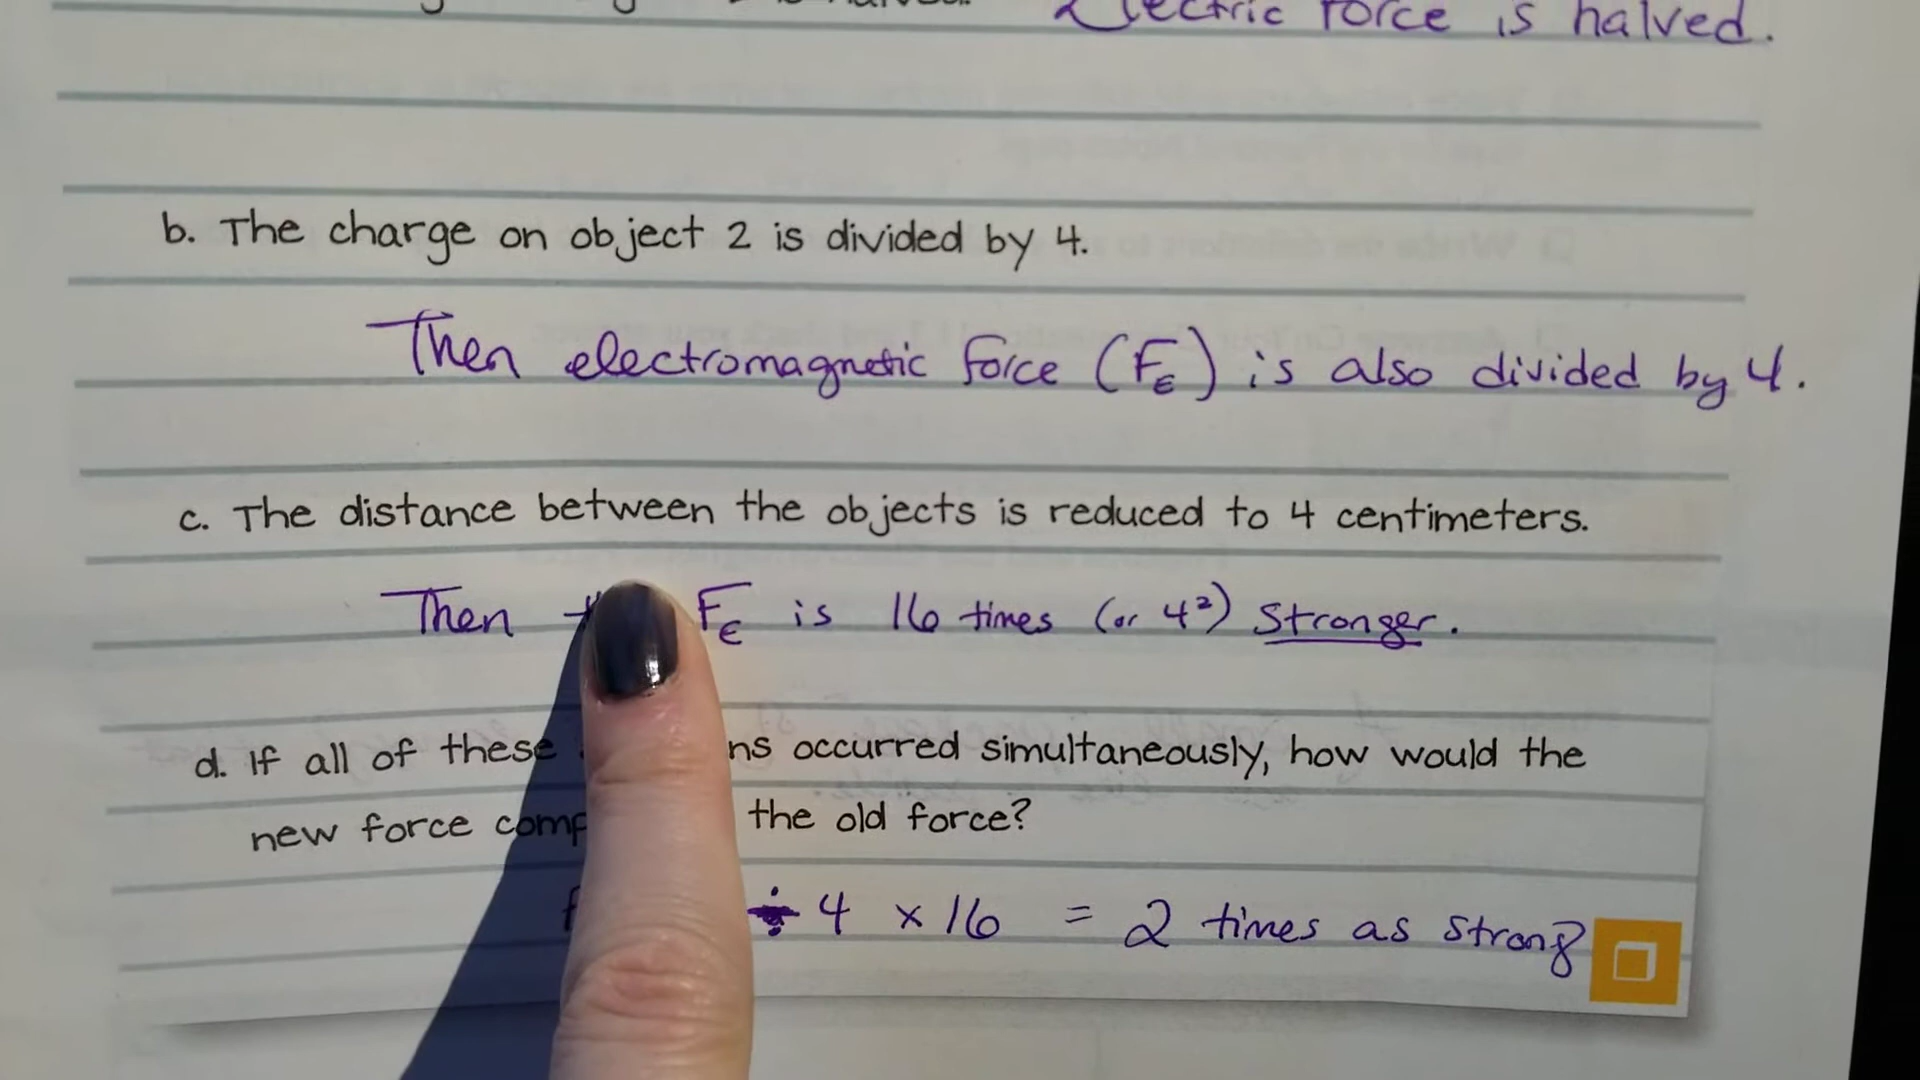 is halved. Electric Force is halved.
b. The charge on object 2 is divided by 4.
Then electromagnetic force (FE) is also divided by 4.
c. The distance between the objects is reduced to 4 centimeters.
Then FE is 16 times (or 4²) stronger.
d. If all of these ns occurred simultaneously, how would the
new force comp the old force?
÷ 4 × 16 = 2 times as strong